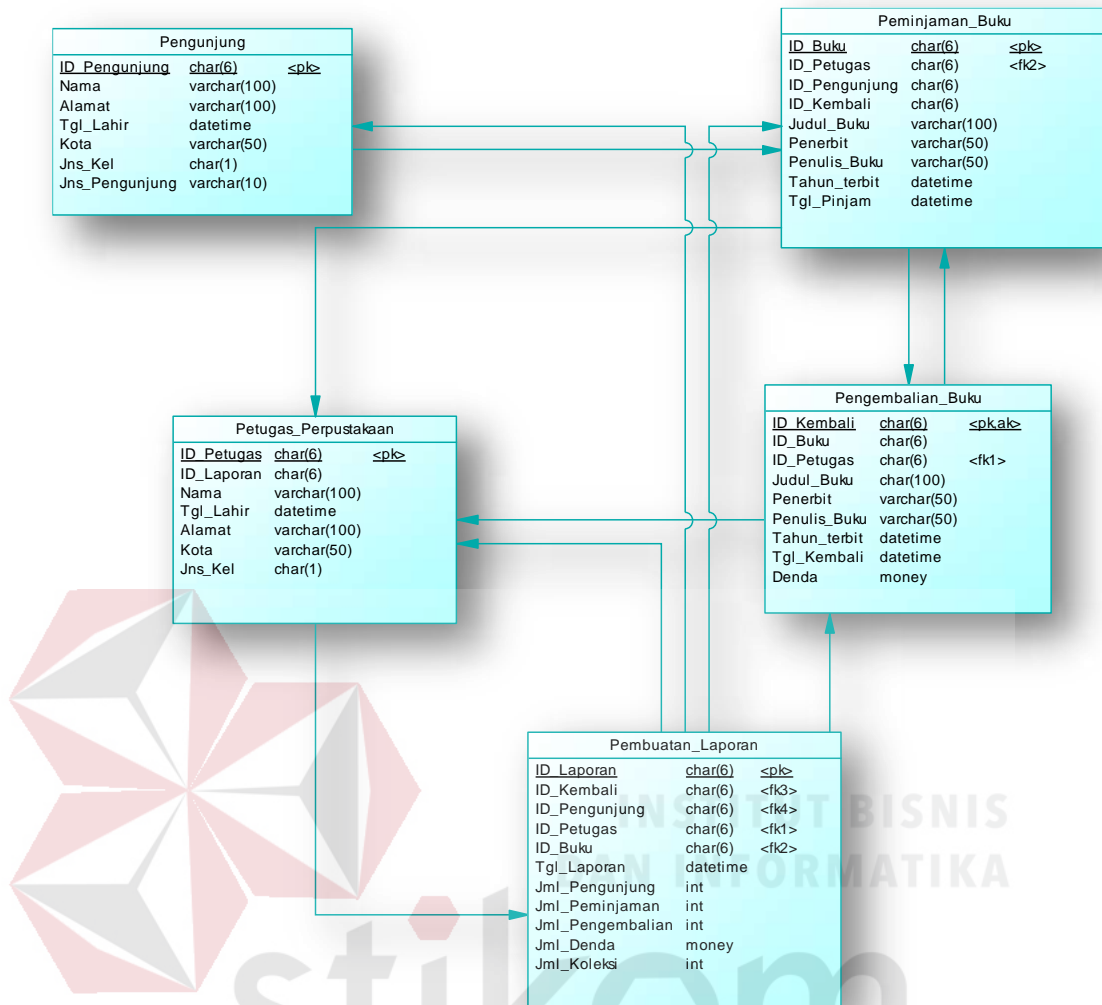 Pengunjung
ID_Pengunjung char(6) <pk>
Nama varchar(100)
Alamat varchar(100)
Tgl_Lahir datetime
Kota varchar(50)
Jns_Kel char(1)
Jns_Pengunjung varchar(10)
Peminjaman_Buku
ID_Buku char(6) <pk>
ID_Petugas char(6) <fk2>
ID_Pengunjung char(6)
ID_Kembali char(6)
Judul_Buku varchar(100)
Penerbit varchar(50)
Penulis_Buku varchar(50)
Tahun_terbit datetime
Tgl_Pinjam datetime
Petugas_Perpustakaan
ID_Petugas char(6) <pk>
ID_Laporan char(6)
Nama varchar(100)
Tgl_Lahir datetime
Alamat varchar(100)
Kota varchar(50)
Jns_Kel char(1)
Pengembalian_Buku
ID_Kembali char(6) <pk,ak>
ID_Buku char(6)
ID_Petugas char(6) <fk1>
Judul_Buku char(100)
Penerbit varchar(50)
Penulis_Buku varchar(50)
Tahun_terbit datetime
Tgl_Kembali datetime
Denda money
Pembuatan_Laporan
ID_Laporan char(6) <pk>
ID_Kembali char(6) <fk3>
ID_Pengunjung char(6) <fk4>
ID_Petugas char(6) <fk1>
ID_Buku char(6) <fk2>
Tgl_Laporan datetime
Jml_Pengunjung int
Jml_Peminjaman int
Jml_Pengembalian int
Jml_Denda money
Jml_Koleksi int
INSTITUT BISNIS
DAN INFORMATIKA
stikom